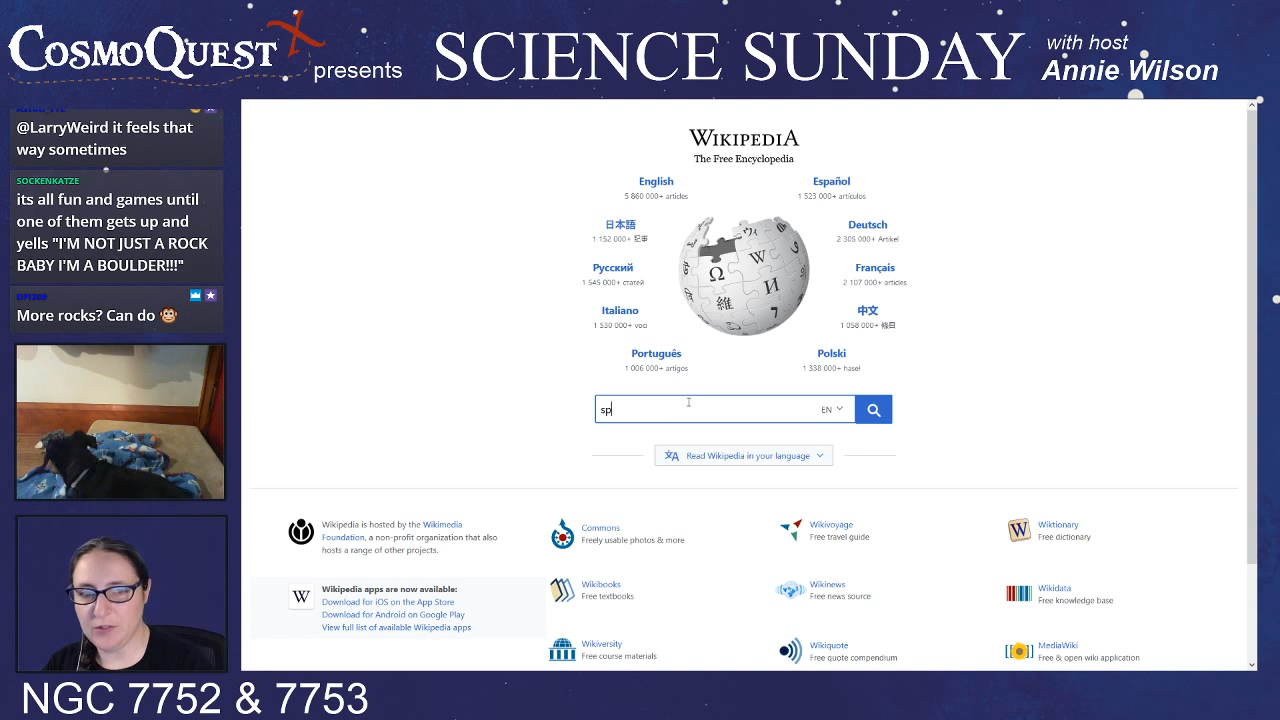 COSMOQUEST X
presents
SCIENCE SUNDAY
with host
Annie Wilson
@LarryWeird it feels that
way sometimes
SOCKENKATZE
its all fun and games until
one of them gets up and
yells "I'M NOT JUST A ROCK
BABY I'M A BOULDER!!!"
More rocks? Can do
WIKIPEDIA
The Free Encyclopedia
English
5 860 000+ articles
Español
1 523 000+ artículos
日本語
1 152 000+ 記事
Deutsch
2 305 000+ Artikel
Русский
1 545 000+ статей
Français
2 107 000+ articles
Italiano
1 530 000+ voci
中文
1 058 000+ 條目
Português
1 006 000+ artigos
Polski
1 338 000+ haseł
Ω
W
И
維
7
sp
EN
Read Wikipedia in your language
Wikipedia is hosted by the Wikimedia
Foundation, a non-profit organization that also
hosts a range of other projects.
Wikipedia apps are now available:
Download for iOS on the App Store
Download for Android on Google Play
View full list of available Wikipedia apps
Commons
Freely usable photos & more
Wikivoyage
Free travel guide
Wiktionary
Free dictionary
Wikibooks
Free textbooks
Wikinews
Free news source
Wikidata
Free knowledge base
Wikiversity
Free course materials
Wikiquote
Free quote compendium
MediaWiki
Free & open wiki application
NGC 7752 & 7753